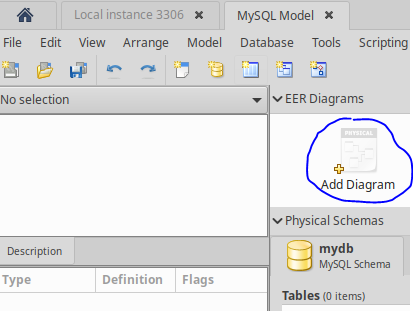 Local instance 3306 × MySQL Model ×
File Edit View Arrange Model Database Tools Scripting
No selection
EER Diagrams
PHYSICAL
Add Diagram
Physical Schemas
mydb
MySQL Schema
Description
Type Definition Flags
Tables (0 items)